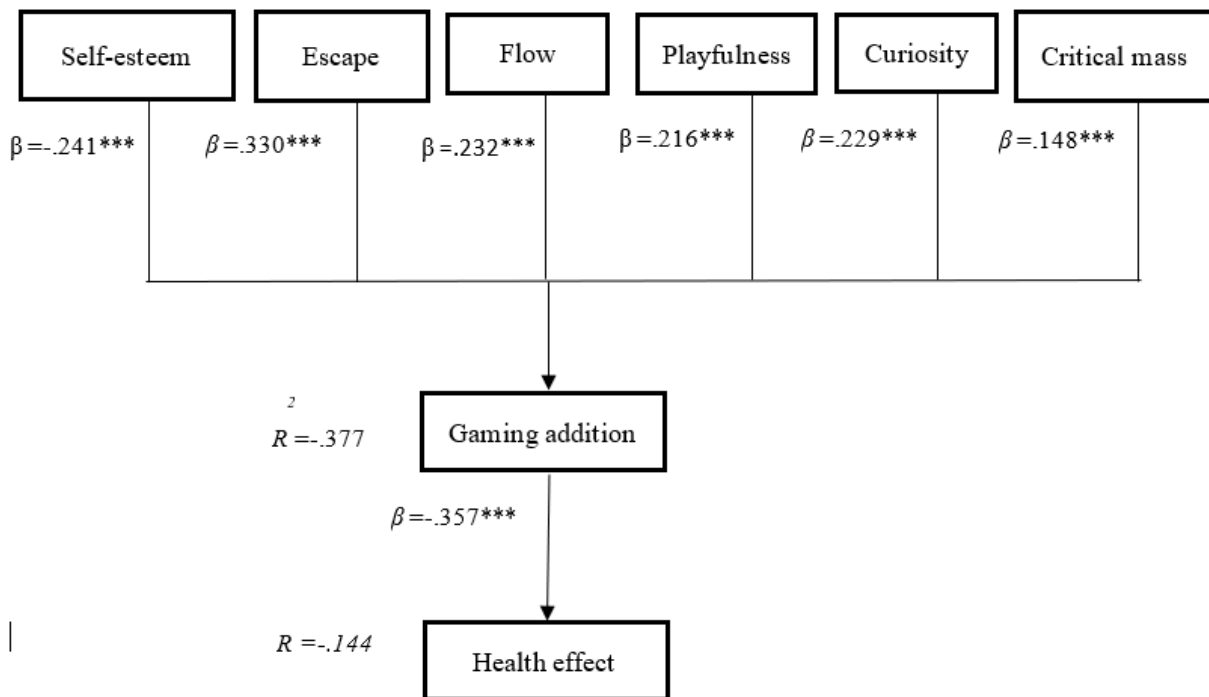 Self-esteem
Escape
Flow
Playfulness
Curiosity
Critical mass
β=-.241***
β=.330***
β=.232***
β=.216***
β=.229***
β=.148***
2
R =-.377
Gaming addition
β=-.357***
R =-.144
Health effect